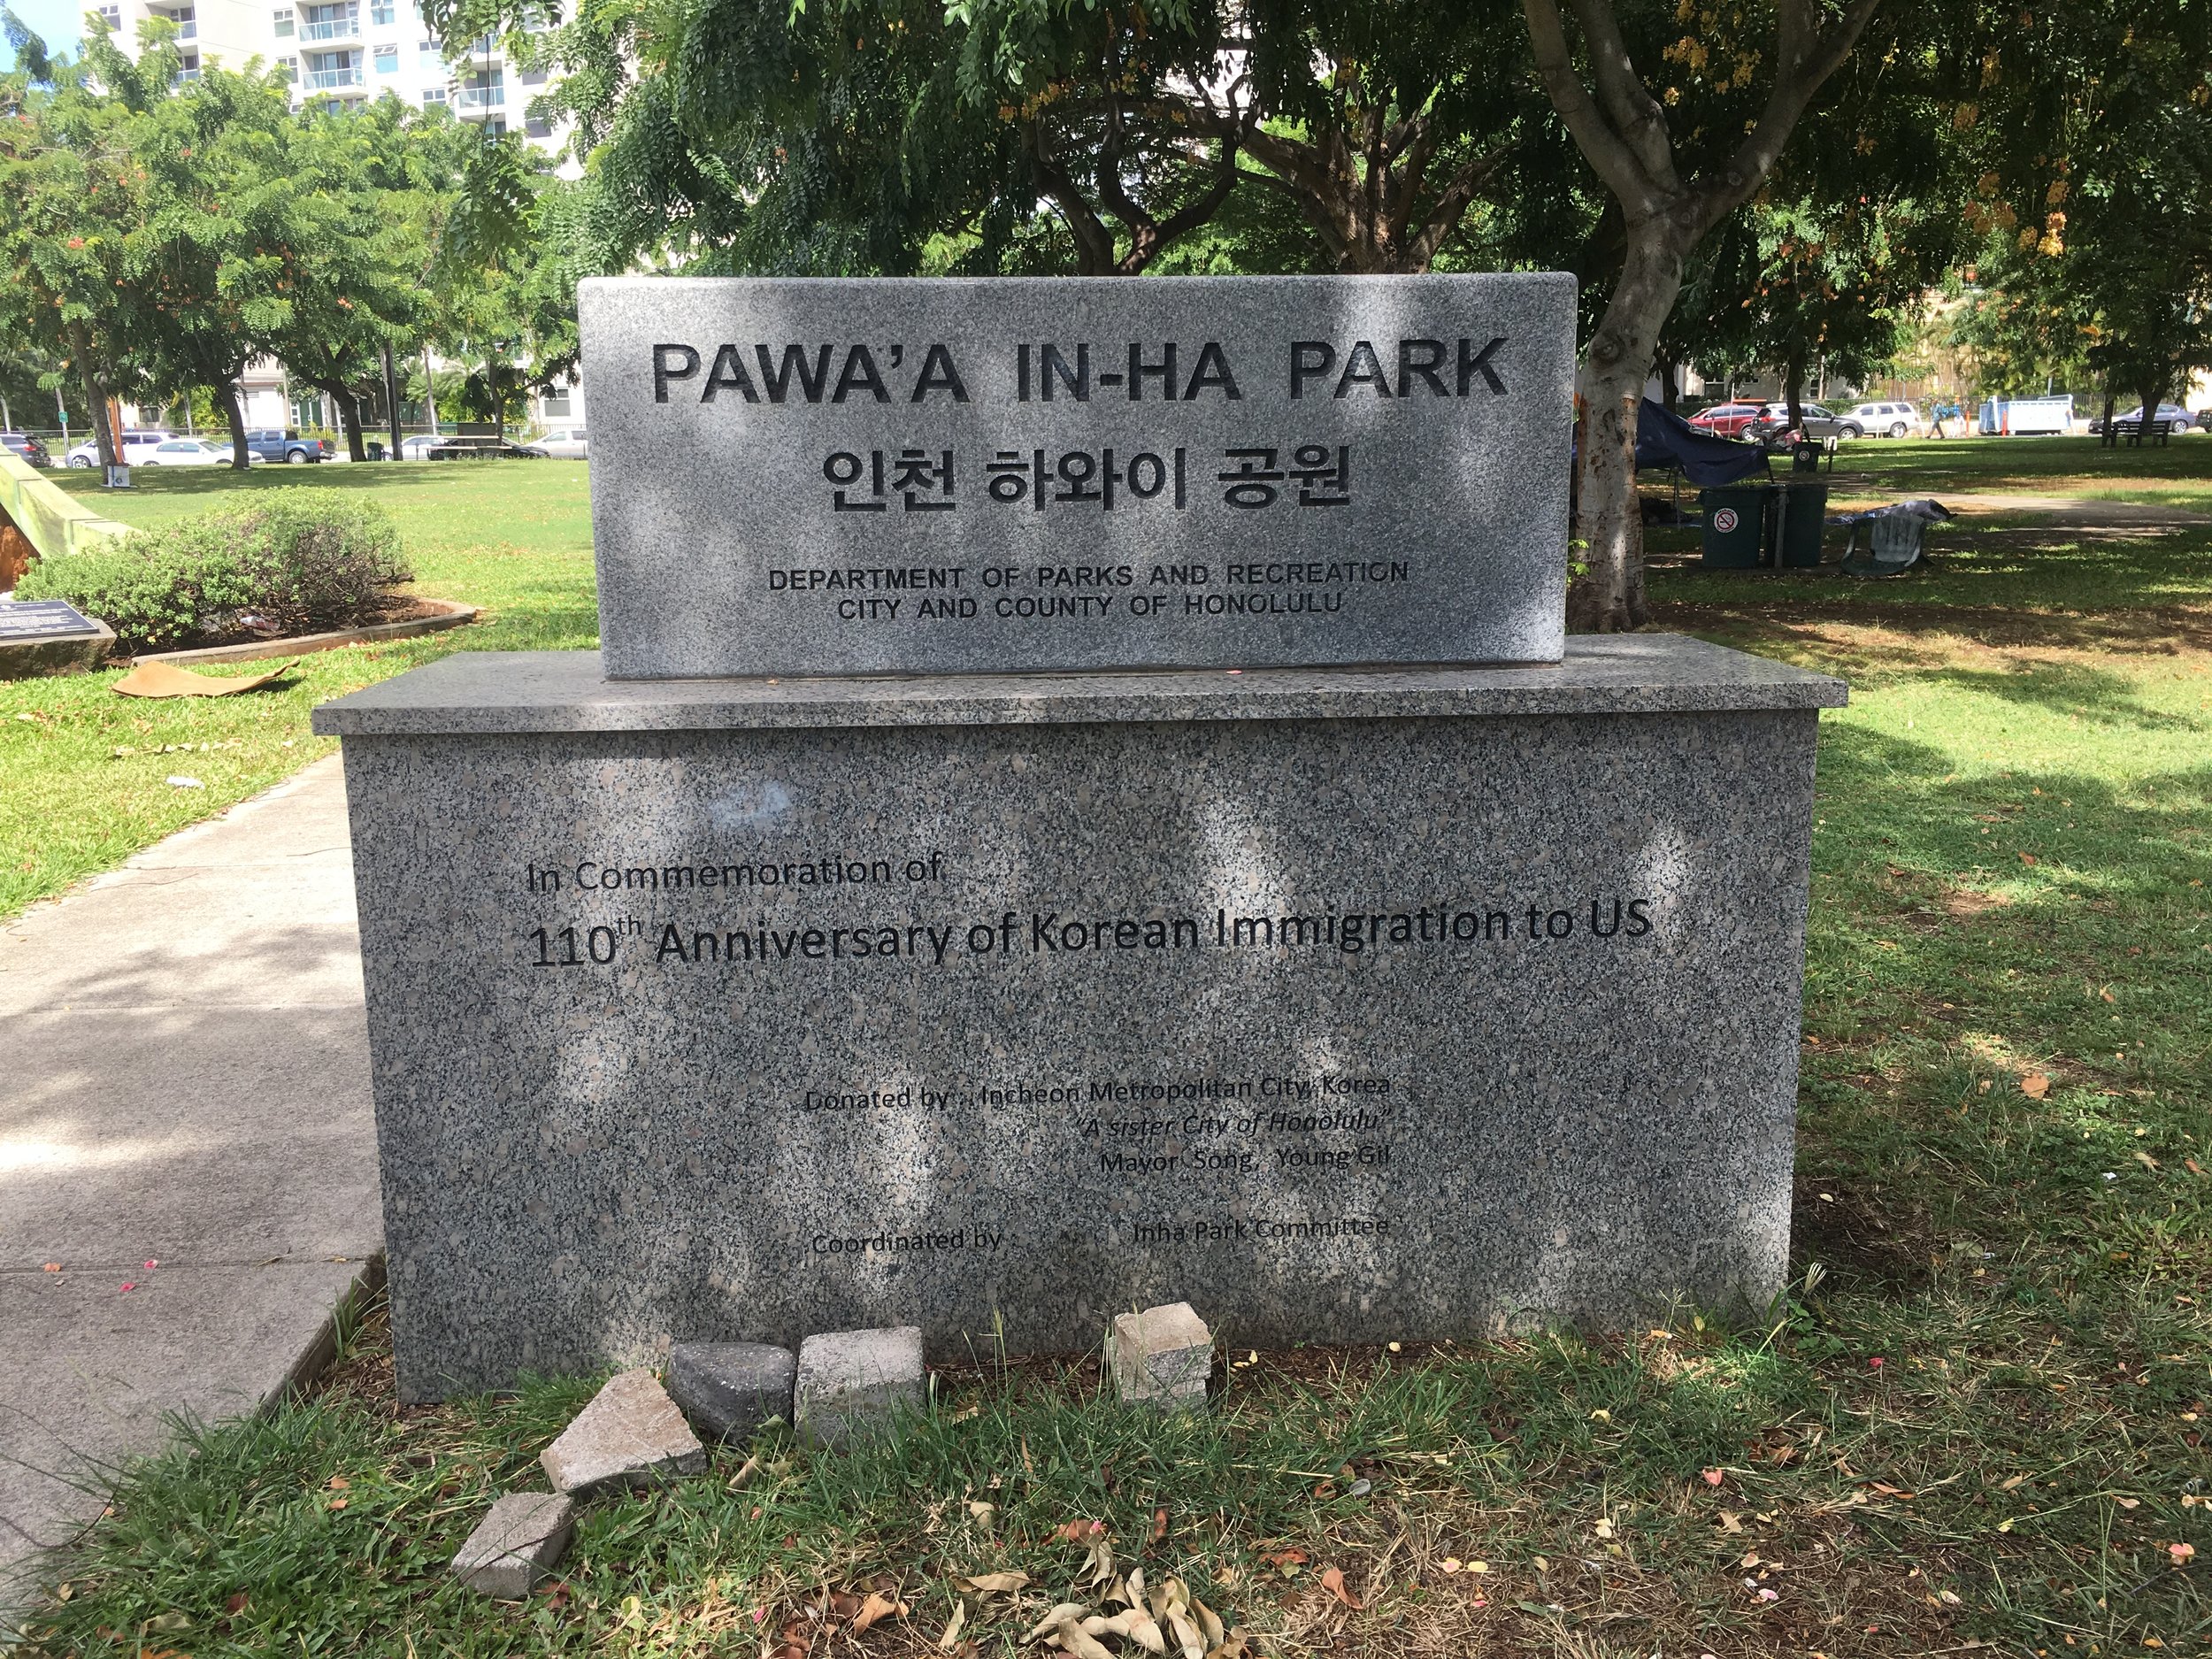 PAWA'A IN-HA PARK
인천 하와이 공원
DEPARTMENT OF PARKS AND RECREATION
CITY AND COUNTY OF HONOLULU
In Commemoration of
110th Anniversary of Korean Immigration to US
Donated by : Incheon Metropolitan City, Korea
"A sister City of Honolulu"
Mayor Song, Young Gil
Coordinated by : Inha Park Committee